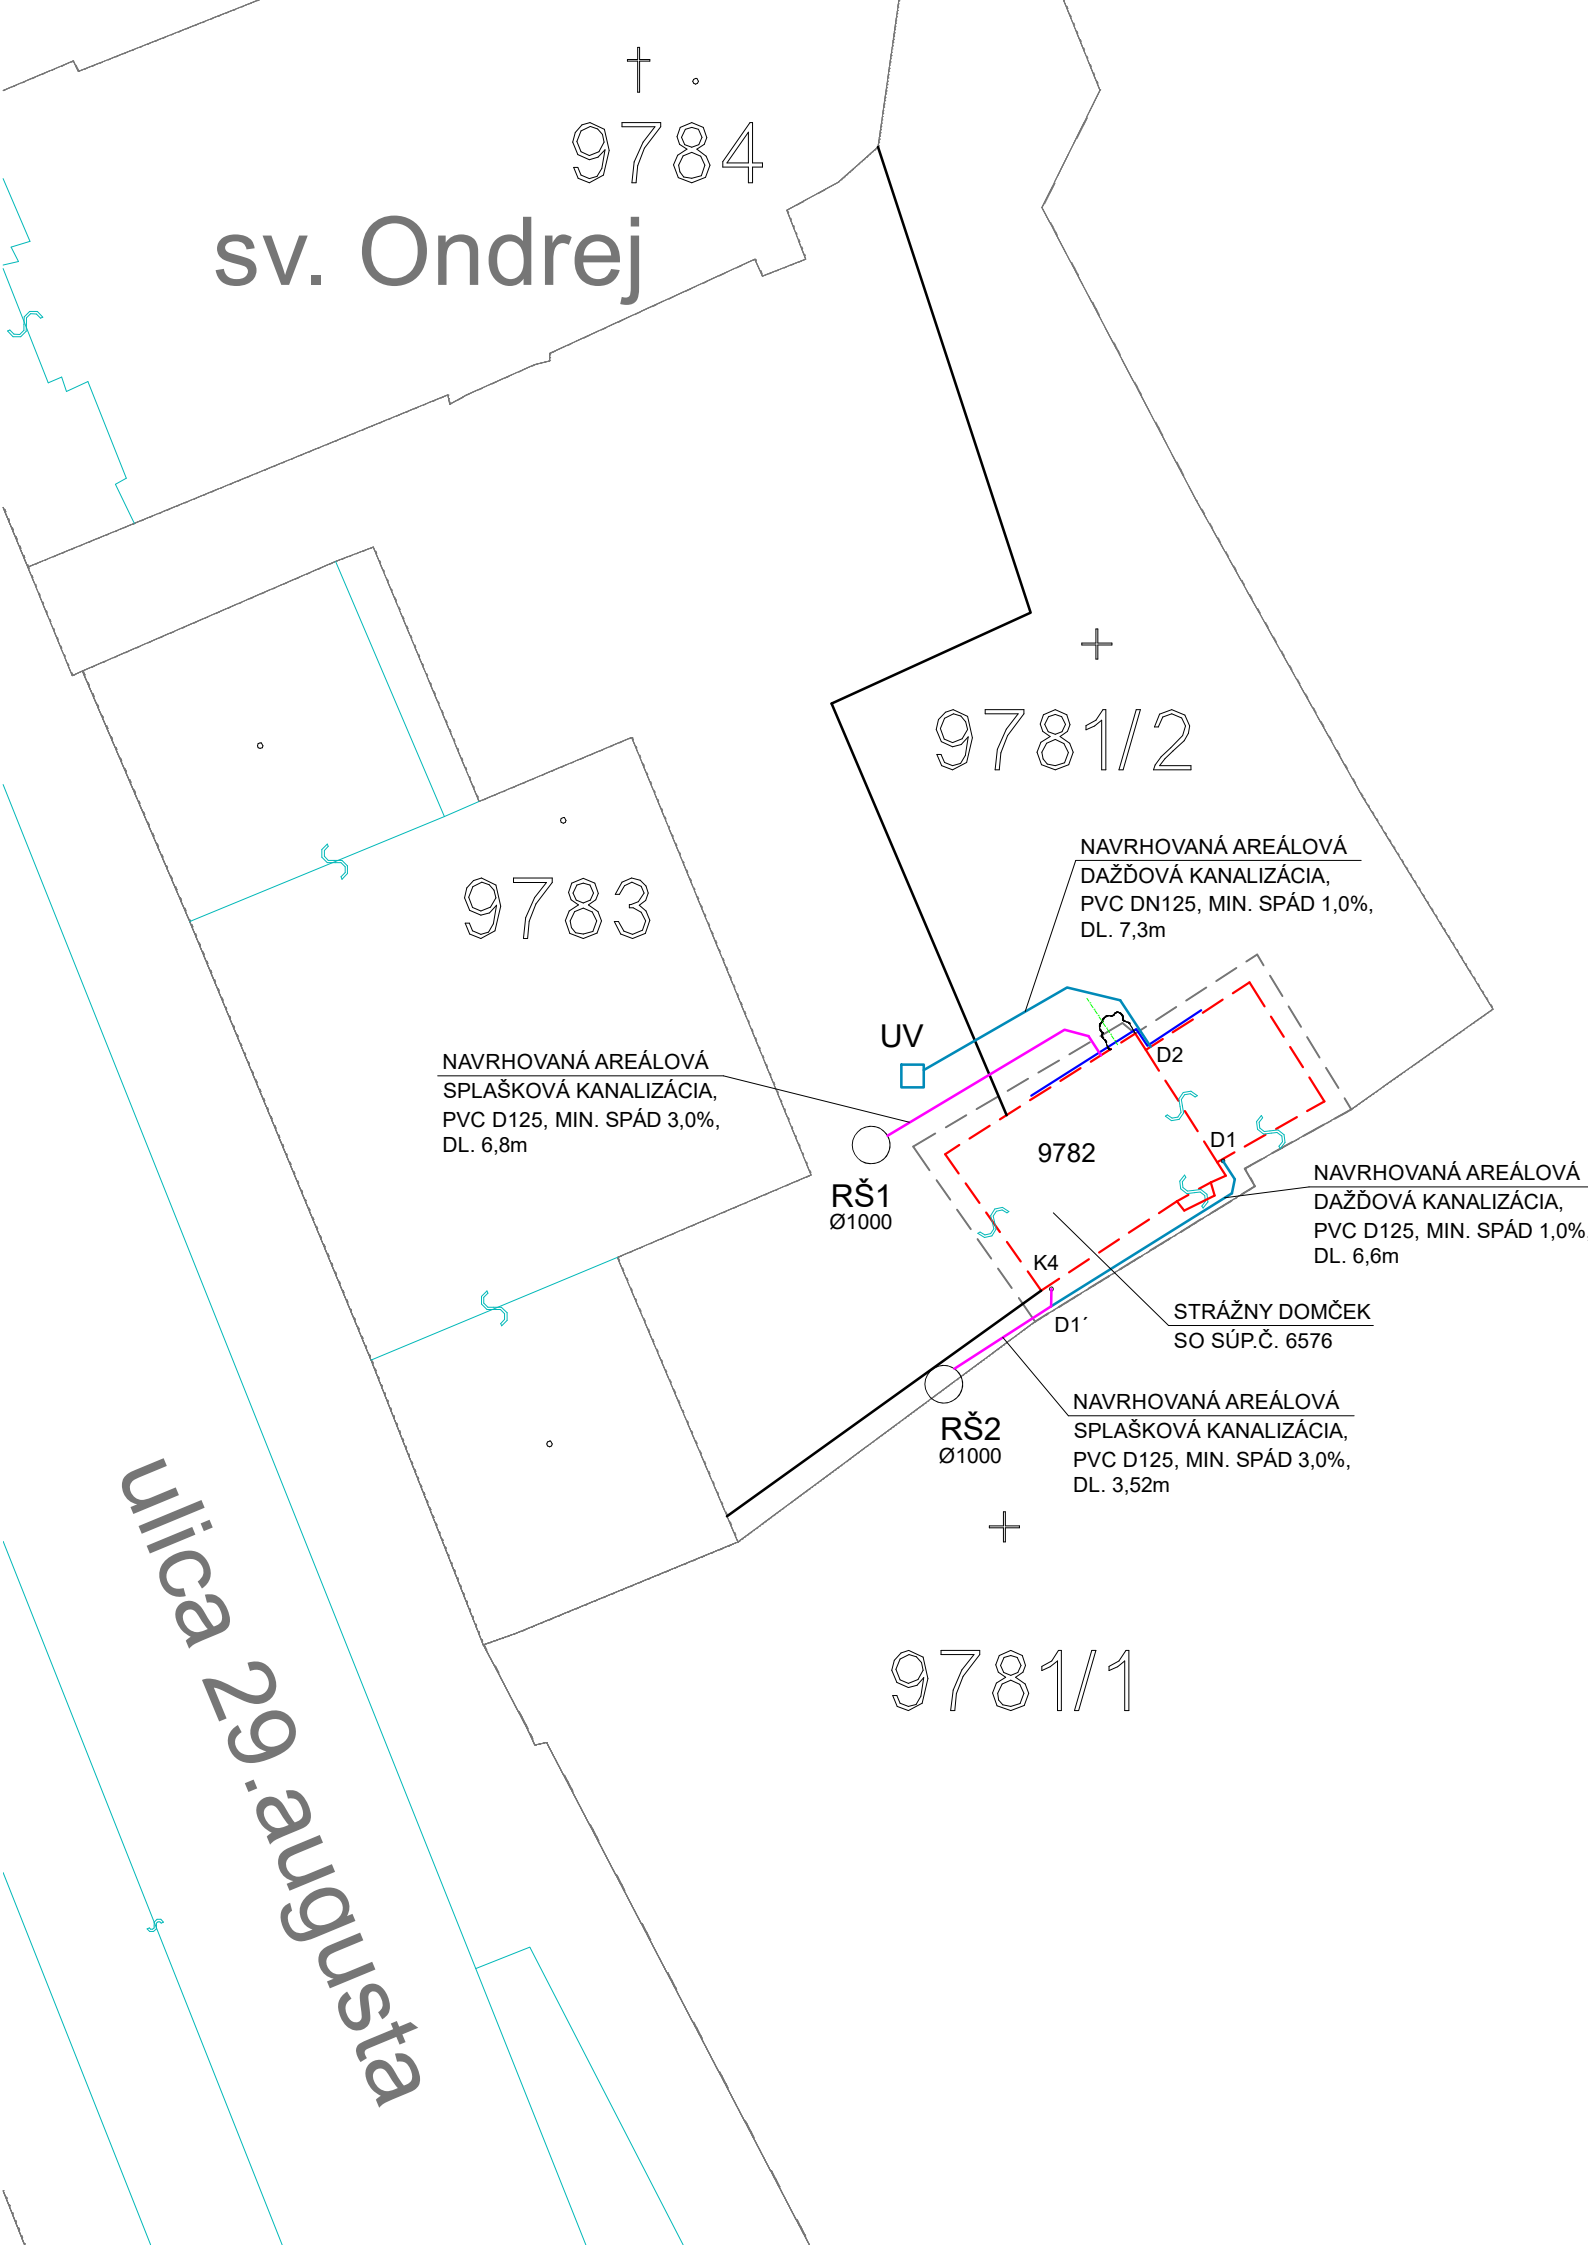 9784
sv. Ondrej
9781/2
NAVRHOVANÁ AREÁLOVÁ
DAŽĎOVÁ KANALIZÁCIA,
PVC DN125, MIN. SPÁD 1,0%,
DL. 7,3m
9783
UV
NAVRHOVANÁ AREÁLOVÁ
SPLAŠKOVÁ KANALIZÁCIA,
PVC D125, MIN. SPÁD 3,0%,
DL. 6,8m
D2
D1
9782
RŠ1
Ø1000
NAVRHOVANÁ AREÁLOVÁ
DAŽĎOVÁ KANALIZÁCIA,
PVC D125, MIN. SPÁD 1,0%,
DL. 6,6m
K4
D1´
STRÁŽNY DOMČEK
SO SÚP.Č. 6576
RŠ2
Ø1000
NAVRHOVANÁ AREÁLOVÁ
SPLAŠKOVÁ KANALIZÁCIA,
PVC D125, MIN. SPÁD 3,0%,
DL. 3,52m
ulica 29.augusta
9781/1